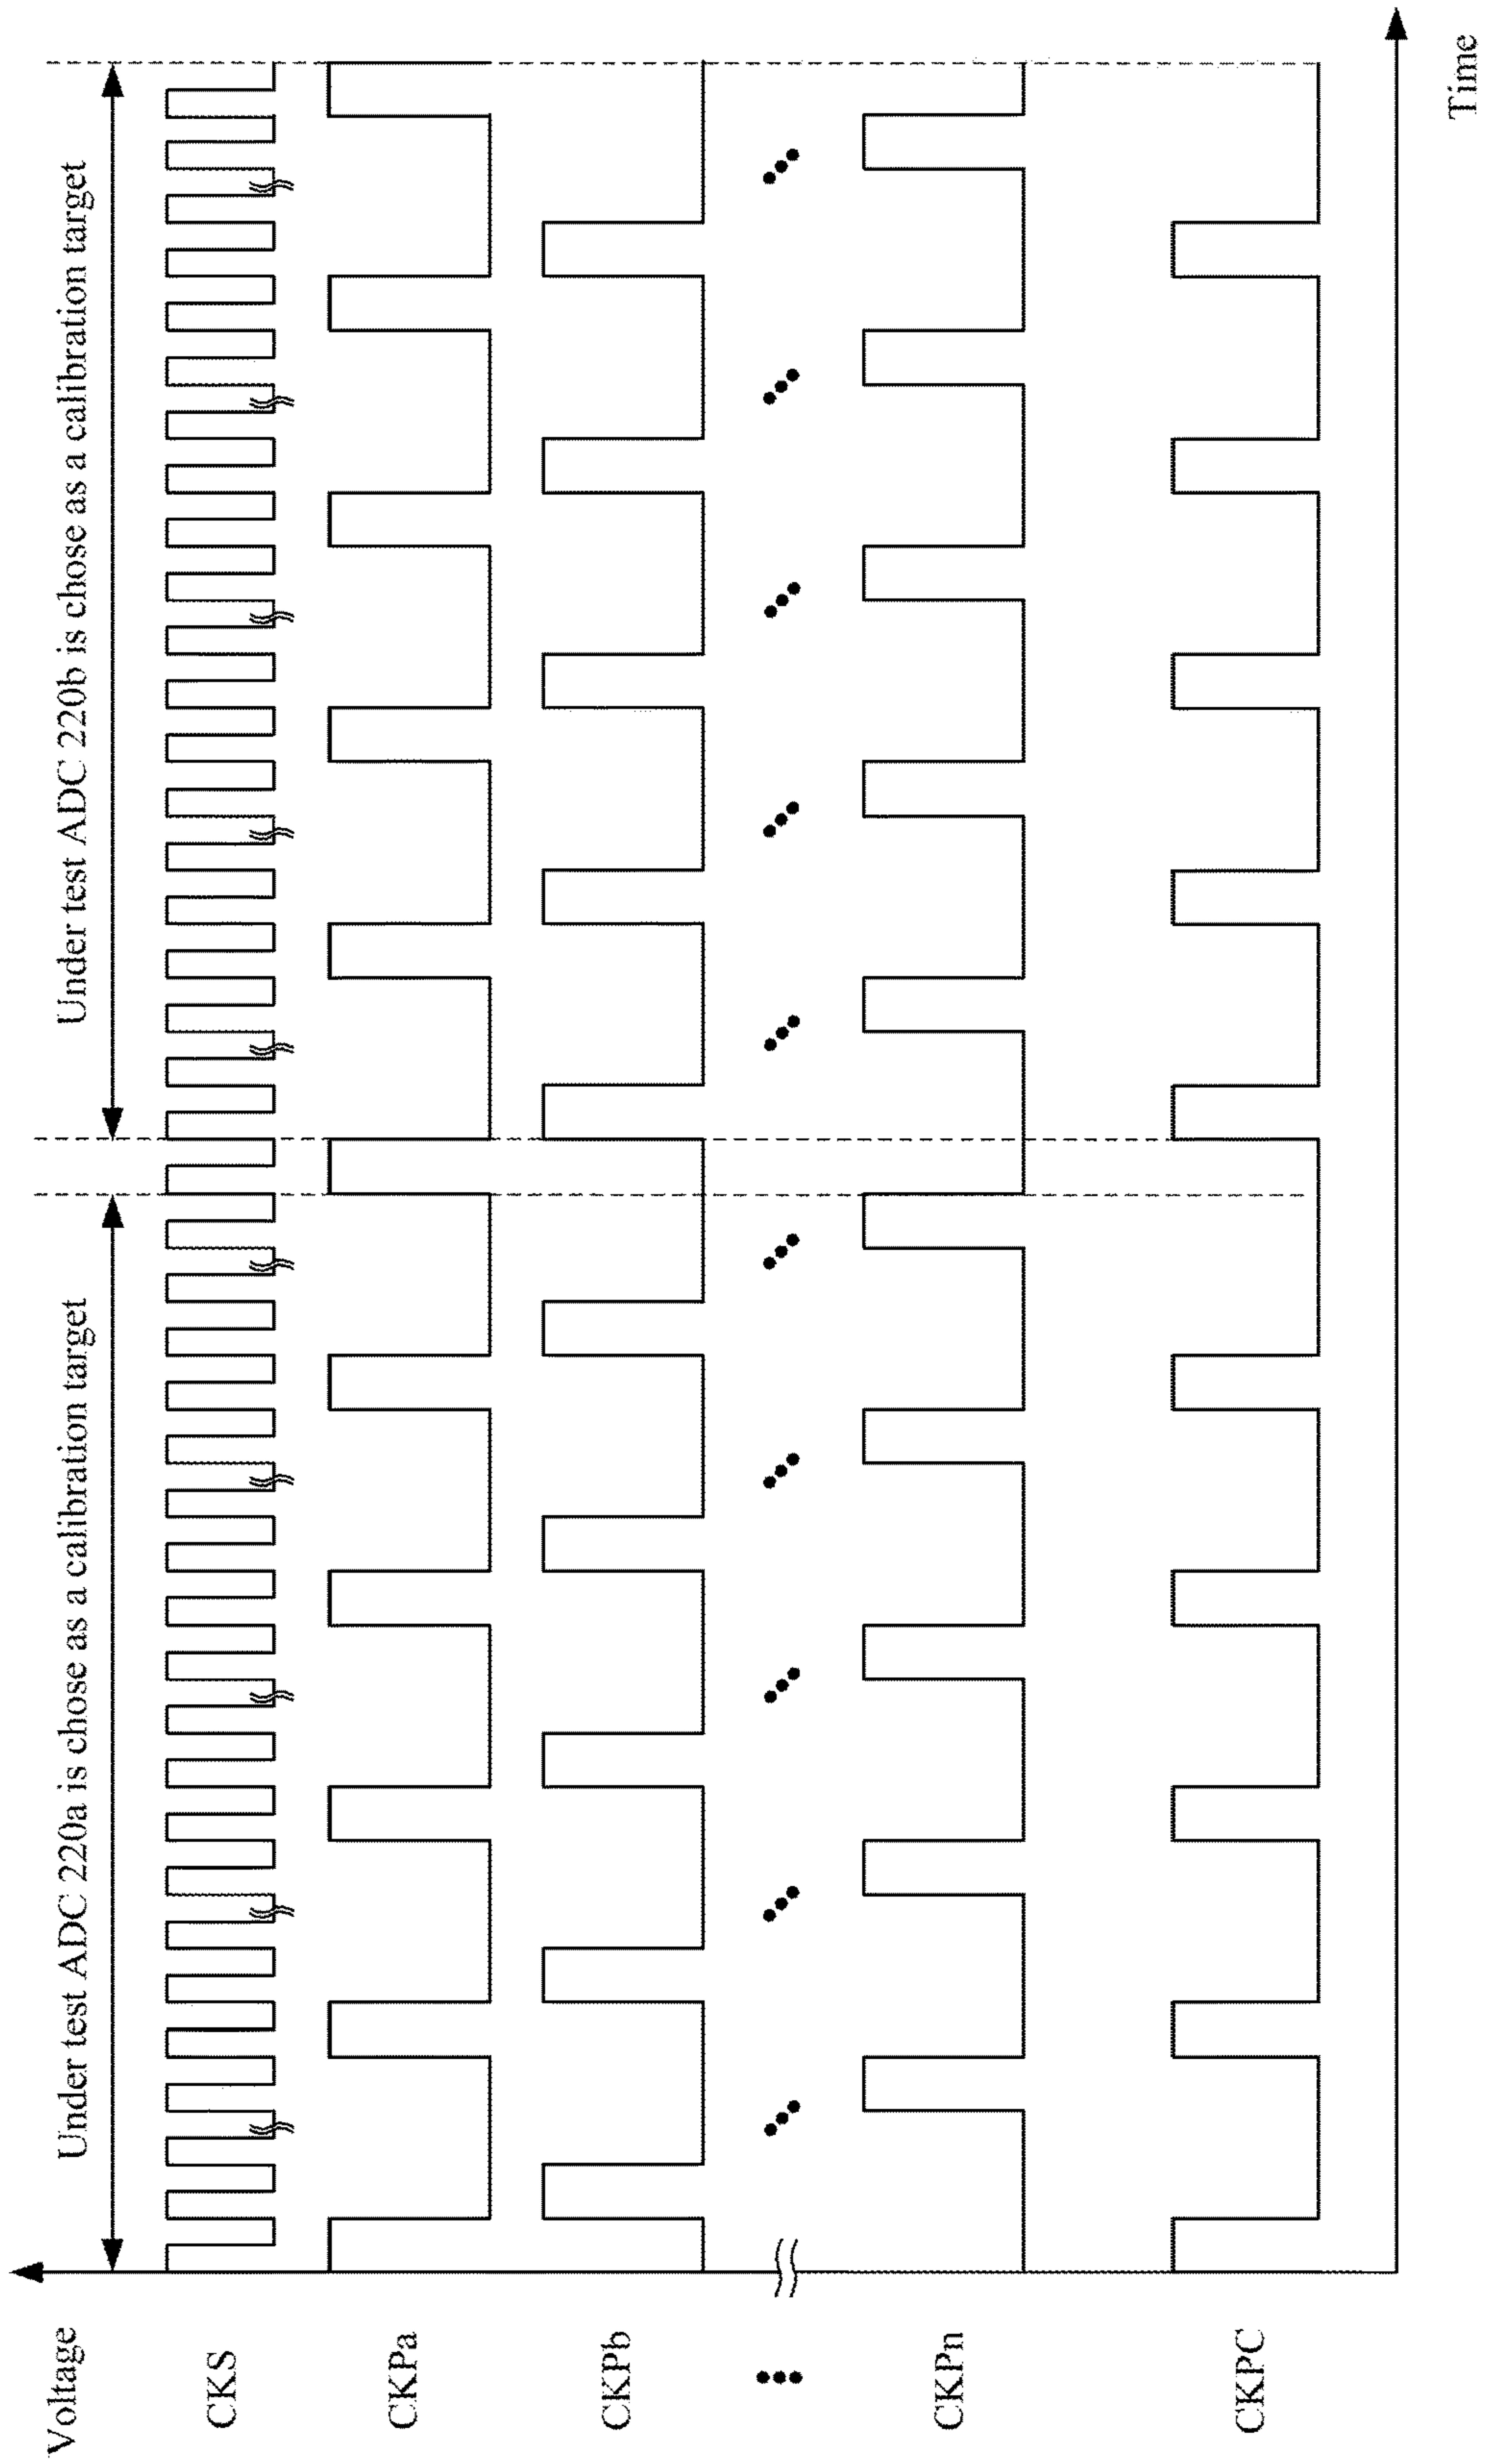 Voltage
Under test ADC 220a is chose as a calibration target
Under test ADC 220b is chose as a calibration target
CKS
CKPa
CKPb
CKPn
CKPC
Time